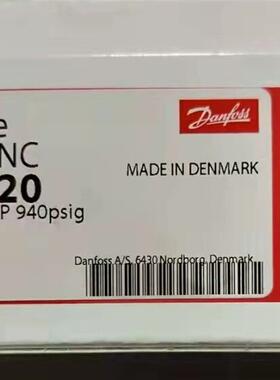 Danfoss
e
NC
20
MADE IN DENMARK
P 940psig
Danfoss A/S, 6430 Nordborg, Denmark